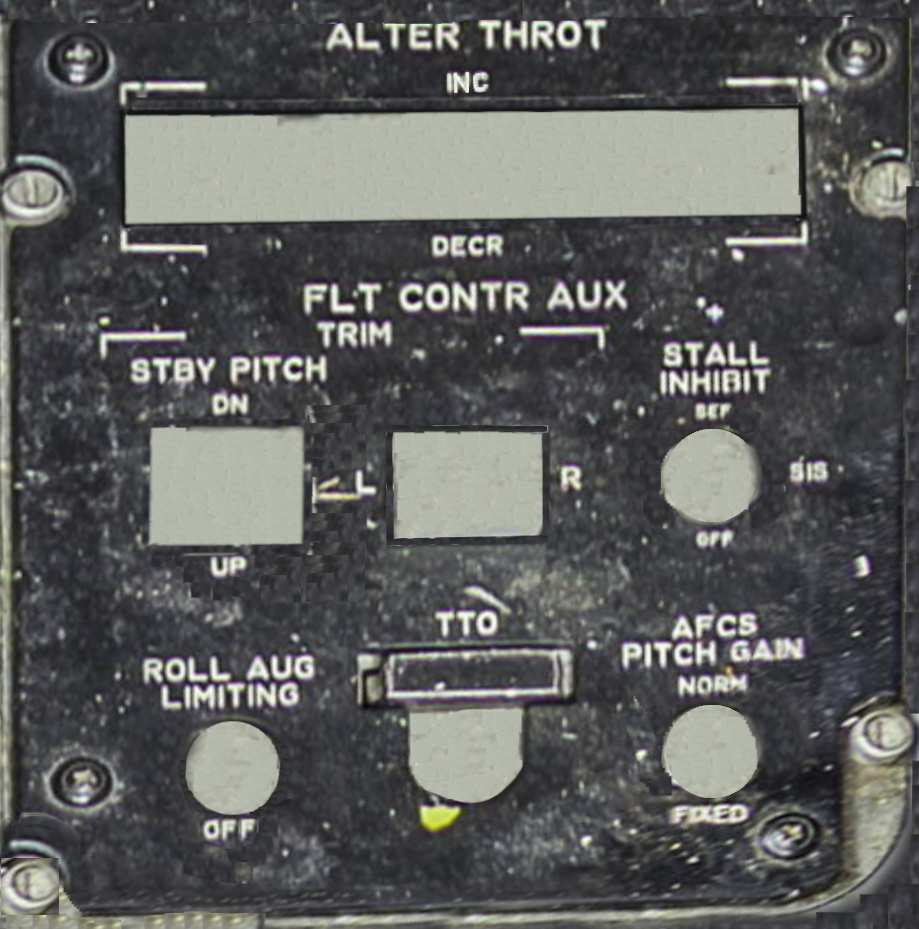 ALTER THROT
INC
DECR
FLT CONTR AUX
TRIM
STBY PITCH
DN
L
R
UP
STALL
INHIBIT
SEF
SIS
OFF
TTO
ROLL AUG
LIMITING
OFF
AFCS
PITCH GAIN
NORM
FIXED